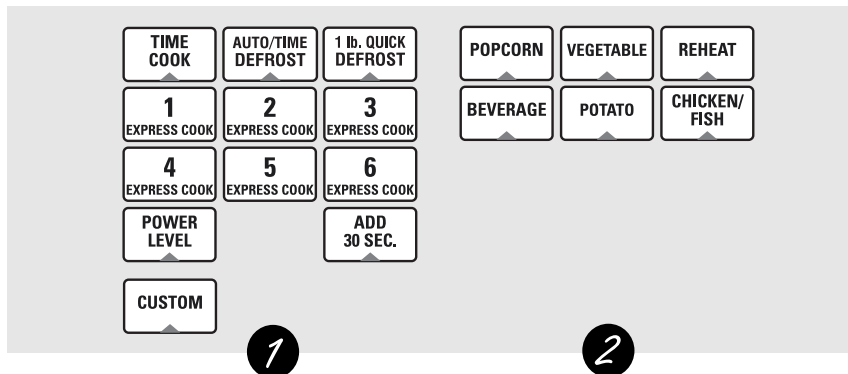 TIME
COOK
AUTO/TIME
DEFROST
1 lb. QUICK
DEFROST
1
EXPRESS COOK
2
EXPRESS COOK
3
EXPRESS COOK
4
EXPRESS COOK
5
EXPRESS COOK
6
EXPRESS COOK
POWER
LEVEL
ADD
30 SEC.
CUSTOM
1
POPCORN
VEGETABLE
REHEAT
BEVERAGE
POTATO
CHICKEN/
FISH
2